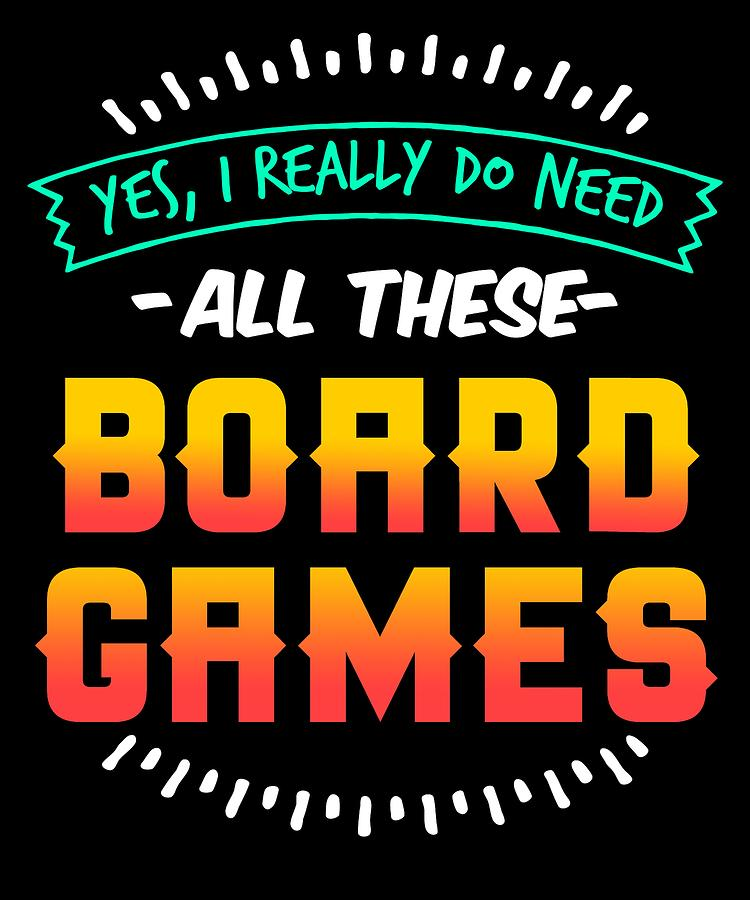 YES, I REALLY DO NEED
-ALL THESE-
BOARD
GAMES